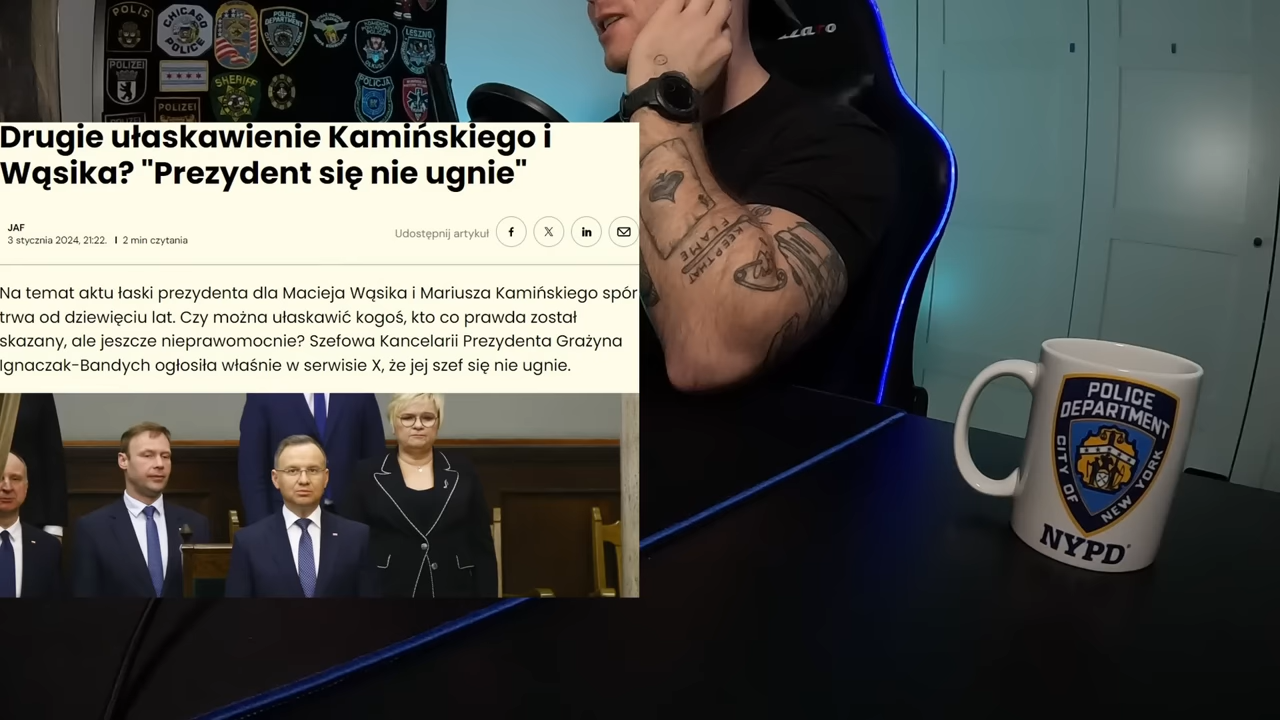 POLIS
CHICAGO
POLICE
POLICE
DEPARTMENT
LESZNO
POLIZEI
SHERIFF
POLICJA
POLIZEI
Drugie ułaskawienie Kamińskiego i
Wąsika? "Prezydent się nie ugnie"
JAF
3 stycznia 2024, 21:22. I 2 min czytania
Udostępnij artykuł
Na temat aktu łaski prezydenta dla Macieja Wąsika i Mariusza Kamińskiego spór
trwa od dziewięciu lat. Czy można ułaskawić kogoś, kto co prawda został
skazany, ale jeszcze nieprawomocnie? Szefowa Kancelarii Prezydenta Grażyna
Ignaczak-Bandych ogłosiła właśnie w serwisie X, że jej szef się nie ugnie.
KEEP THAT
FLAME
POLICE
DEPARTMENT
CITY OF
NEW YORK
NYPD